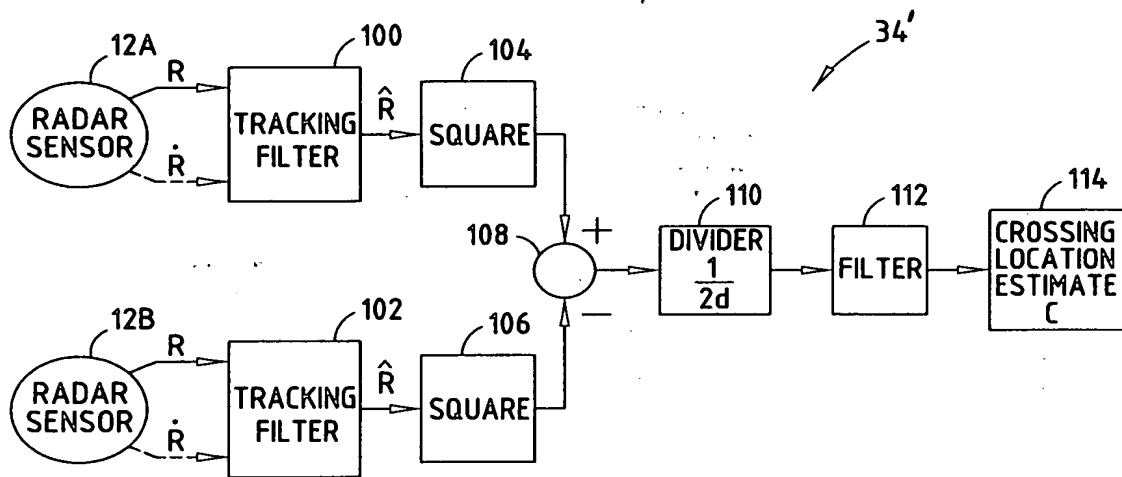 34'
12A
100
104
R
R̂
RADAR
SENSOR
TRACKING
FILTER
SQUARE
Ṙ
108
+
−
110
112
114
DIVIDER
1
2d
FILTER
CROSSING
LOCATION
ESTIMATE
C
12B
102
106
R
R̂
RADAR
SENSOR
TRACKING
FILTER
SQUARE
Ṙ